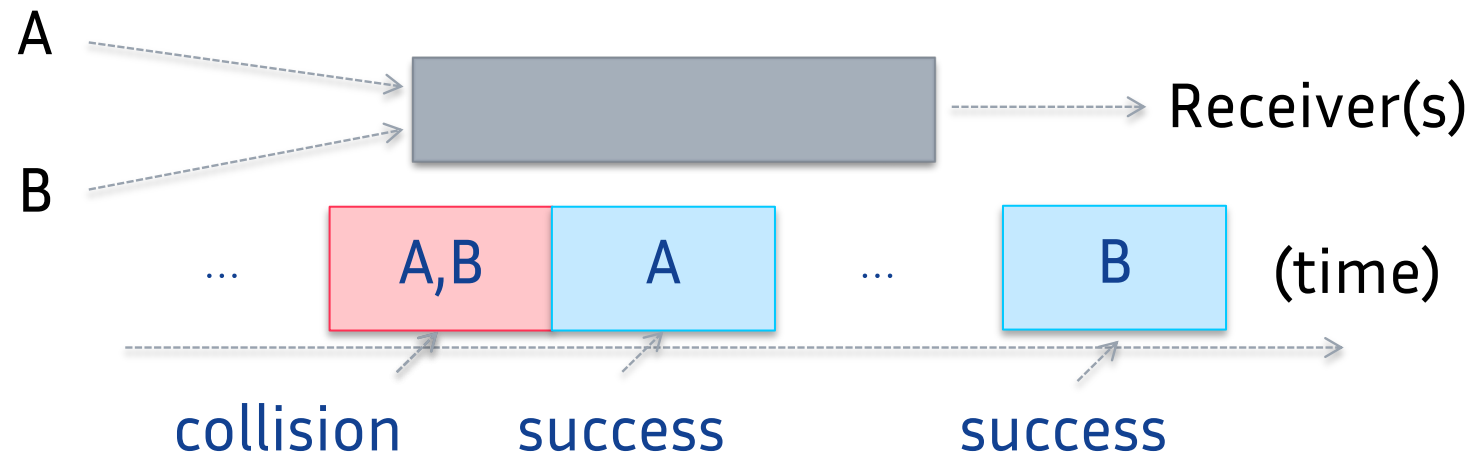 A
Receiver(s)
B
... A,B A ... B (time)
collision success success